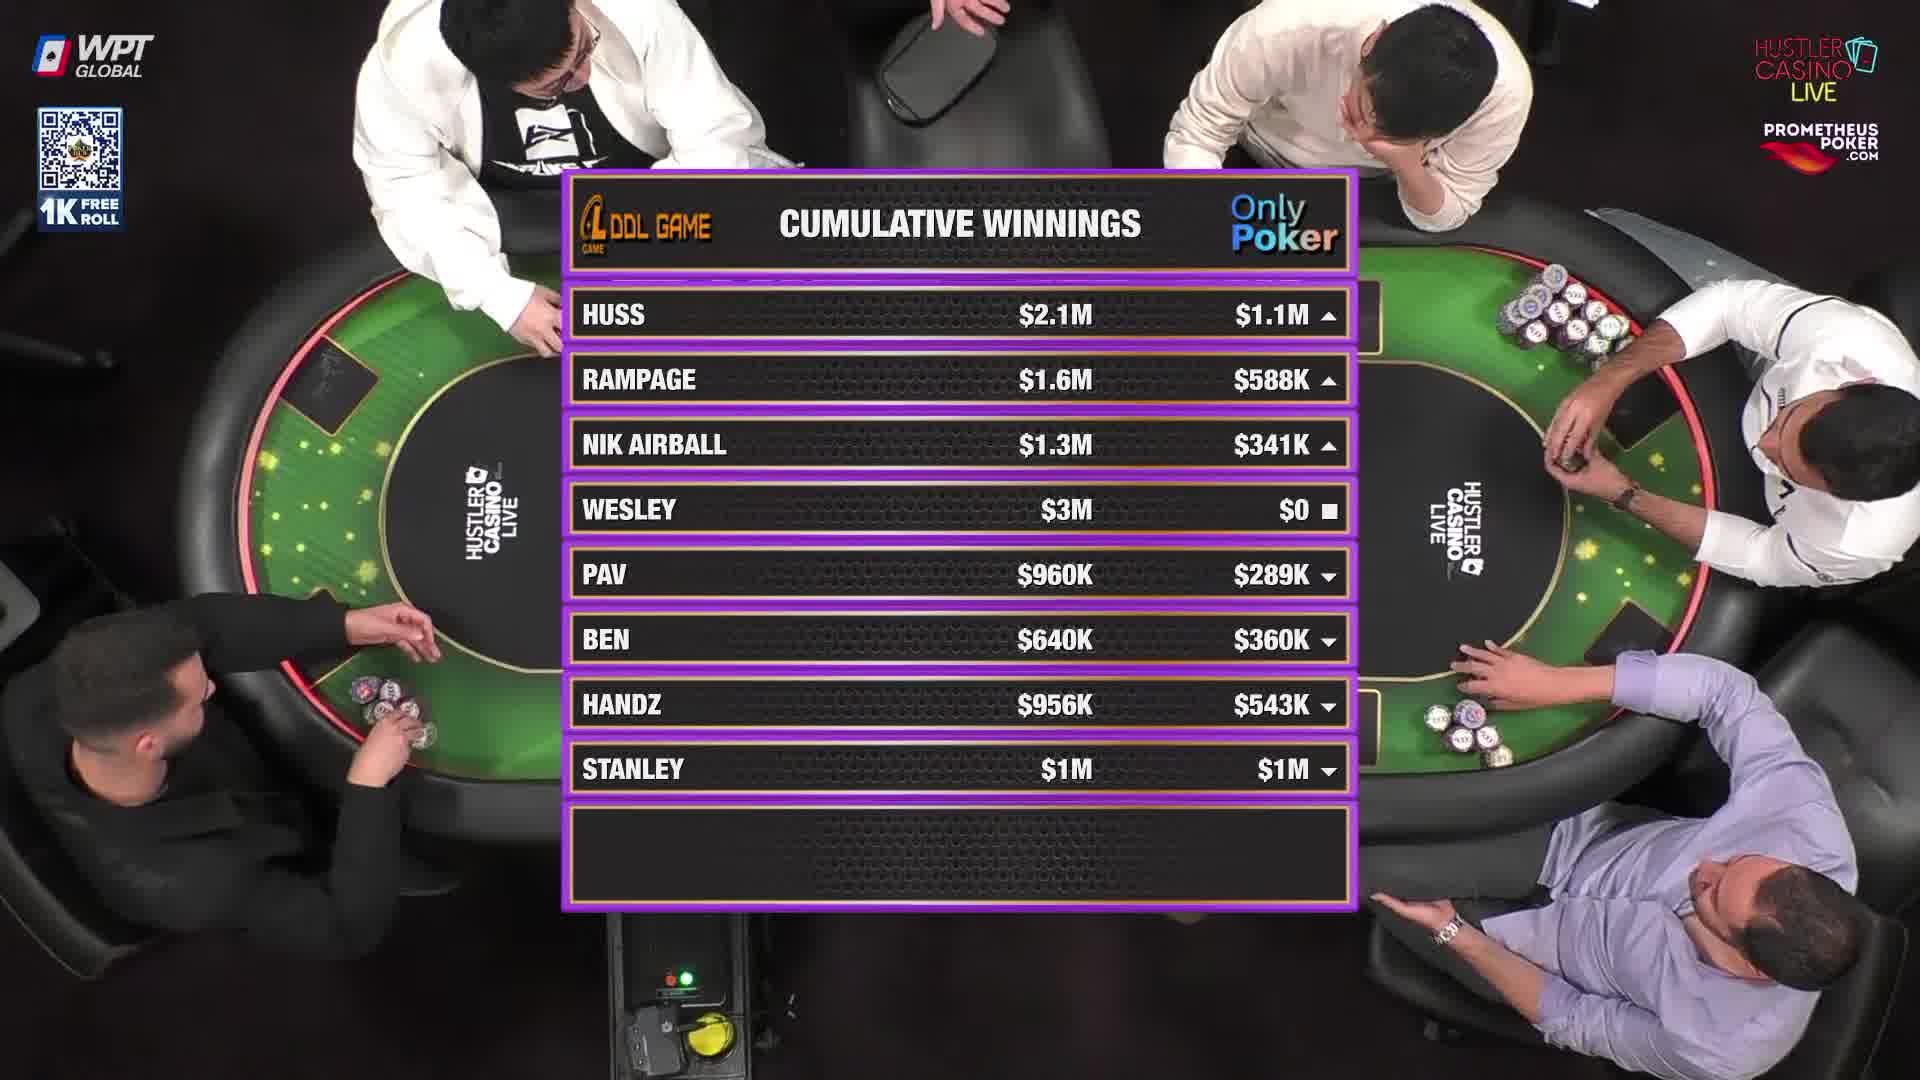 WPT
GLOBAL
1K FREE
ROLL
HUSTLER
CASINO
LIVE
PROMETHEUS
POKER
.COM
L
GAME
DDL GAME
CUMULATIVE WINNINGS
Only
Poker
HUSS $2.1M $1.1M
RAMPAGE $1.6M $588K
NIK AIRBALL $1.3M $341K
WESLEY $3M $0
PAV $960K $289K
BEN $640K $360K
HANDZ $956K $543K
STANLEY $1M $1M
HUSTLER
CASINO
LIVE
HUSTLER
CASINO
LIVE